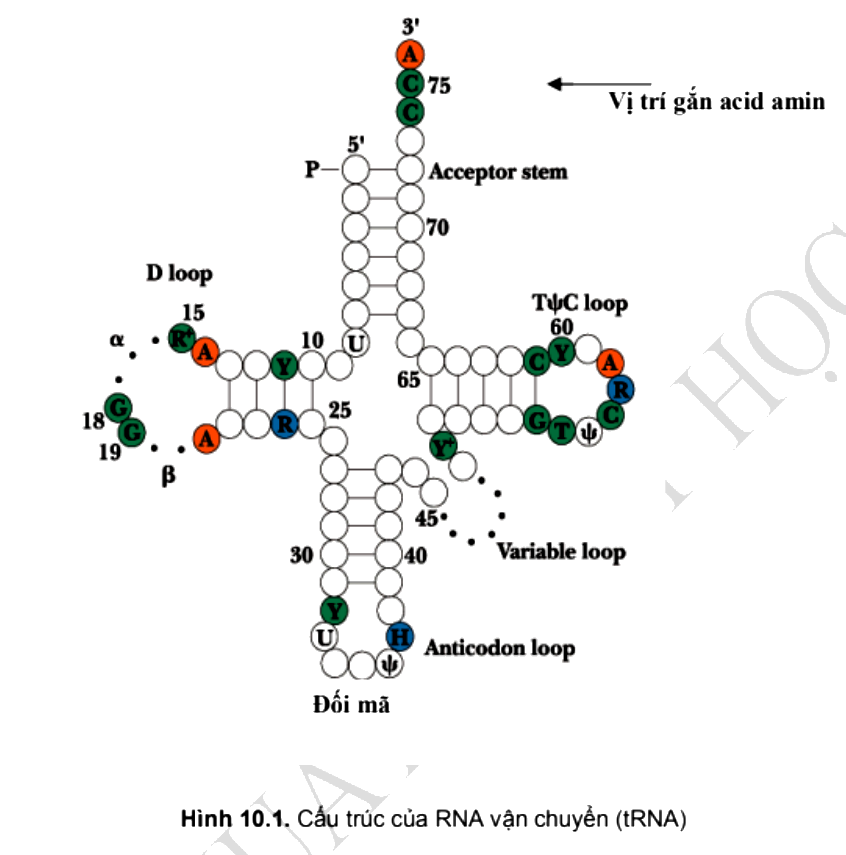 3'
A
C 75
C
Vị trí gắn acid amin
5'
P
Acceptor stem
70
D loop
TψC loop
15
60
R+
A
α
10
U
Y
C
Y
A
65
R
18
G
G
19
25
A
R
G
T
ψ
C
β
Y+
45
30
40
Variable loop
Y
U
H
ψ
Anticodon loop
Đối mã
Hình 10.1. Cấu trúc của RNA vận chuyển (tRNA)
HỌC